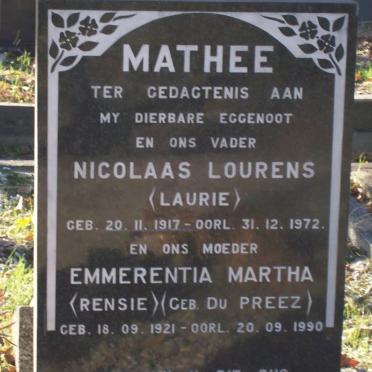 MATHEE
TER GEDAGTENIS AAN
MY DIERBARE EGGENOOT
EN ONS VADER
NICOLAAS LOURENS
(LAURIE)
GEB. 20. 11. 1917 - OORL. 31. 12. 1972.
EN ONS MOEDER
EMMERENTIA MARTHA
(RENSIE) (GEB. DU PREEZ)
GEB. 18. 09. 1921 - OORL. 20. 09. 1990